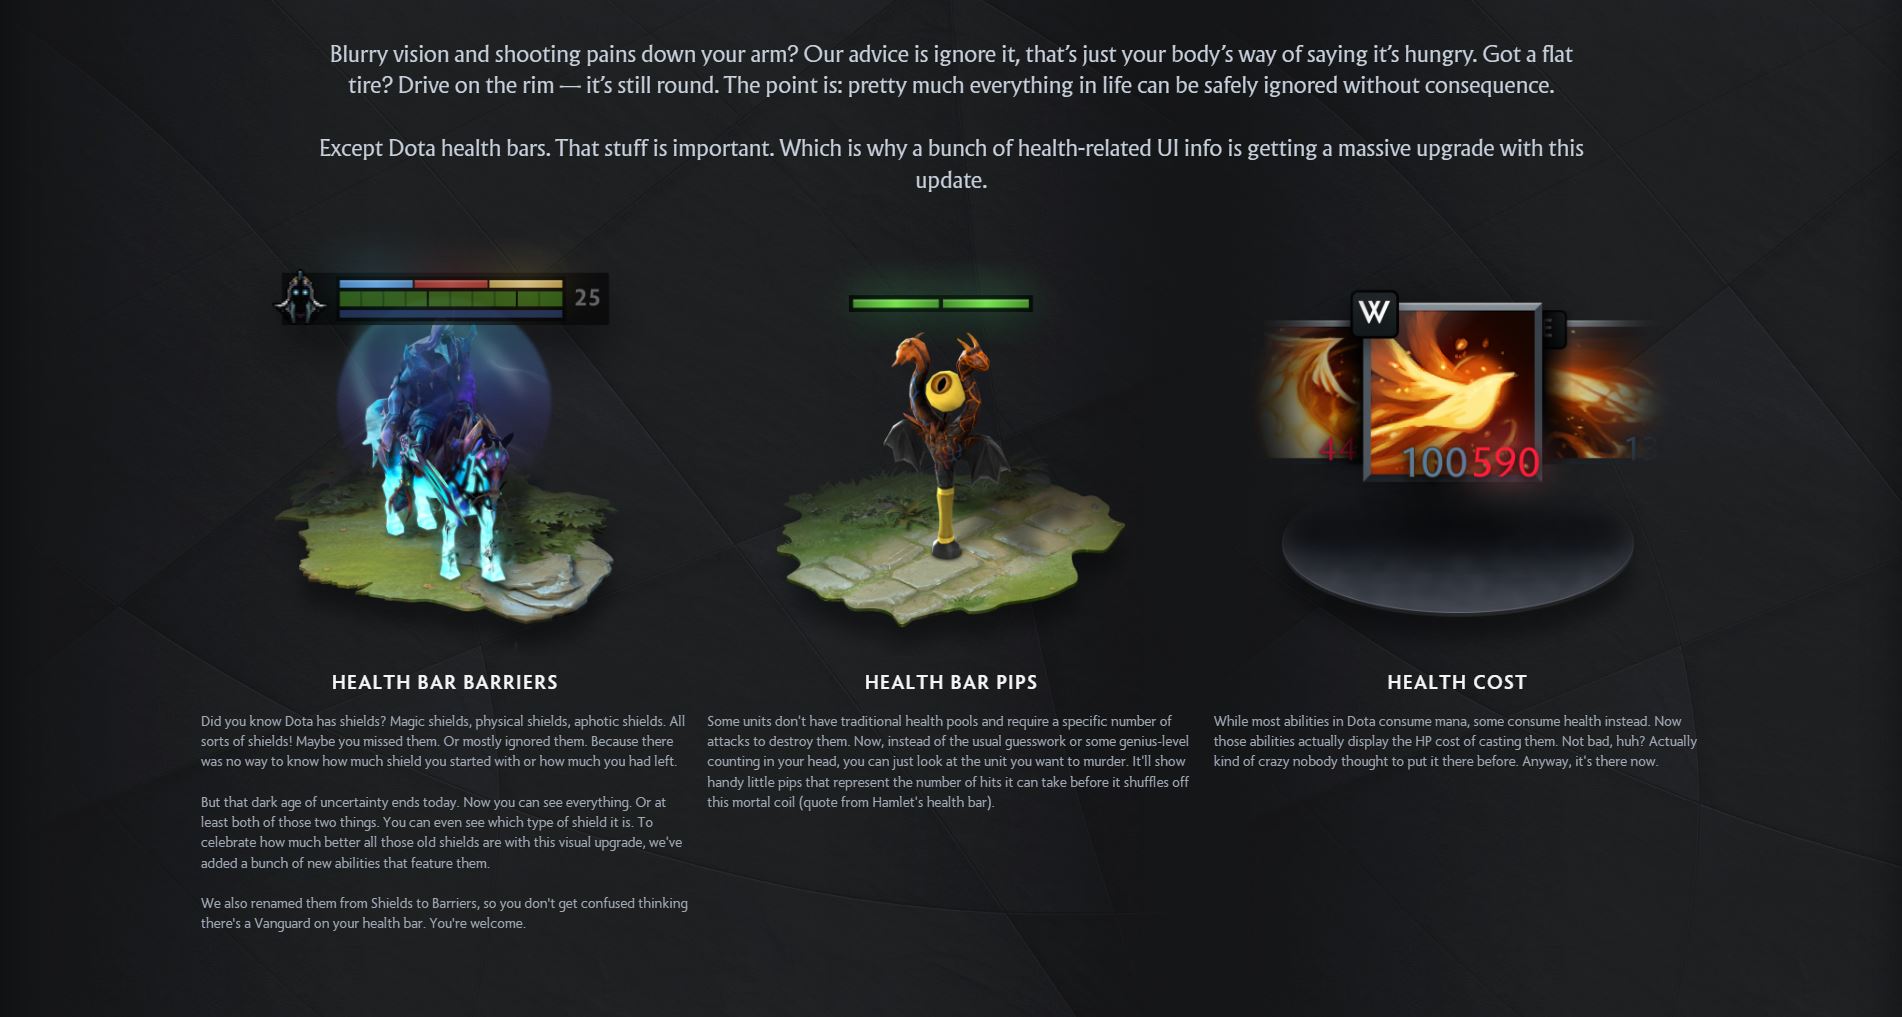 Blurry vision and shooting pains down your arm? Our advice is ignore it, that's just your body's way of saying it's hungry. Got a flat
tire? Drive on the rim — it's still round. The point is: pretty much everything in life can be safely ignored without consequence.
Except Dota health bars. That stuff is important. Which is why a bunch of health-related UI info is getting a massive upgrade with this
update.
25
W
E
44
100 590
13
HEALTH BAR BARRIERS
Did you know Dota has shields? Magic shields, physical shields, aphotic shields. All
sorts of shields! Maybe you missed them. Or mostly ignored them. Because there
was no way to know how much shield you started with or how much you had left.
But that dark age of uncertainty ends today. Now you can see everything. Or at
least both of those two things. You can even see which type of shield it is. To
celebrate how much better all those old shields are with this visual upgrade, we've
added a bunch of new abilities that feature them.
We also renamed them from Shields to Barriers, so you don't get confused thinking
there's a Vanguard on your health bar. You're welcome.
HEALTH BAR PIPS
Some units don't have traditional health pools and require a specific number of
attacks to destroy them. Now, instead of the usual guesswork or some genius-level
counting in your head, you can just look at the unit you want to murder. It'll show
handy little pips that represent the number of hits it can take before it shuffles off
this mortal coil (quote from Hamlet's health bar).
HEALTH COST
While most abilities in Dota consume mana, some consume health instead. Now
those abilities actually display the HP cost of casting them. Not bad, huh? Actually
kind of crazy nobody thought to put it there before. Anyway, it's there now.